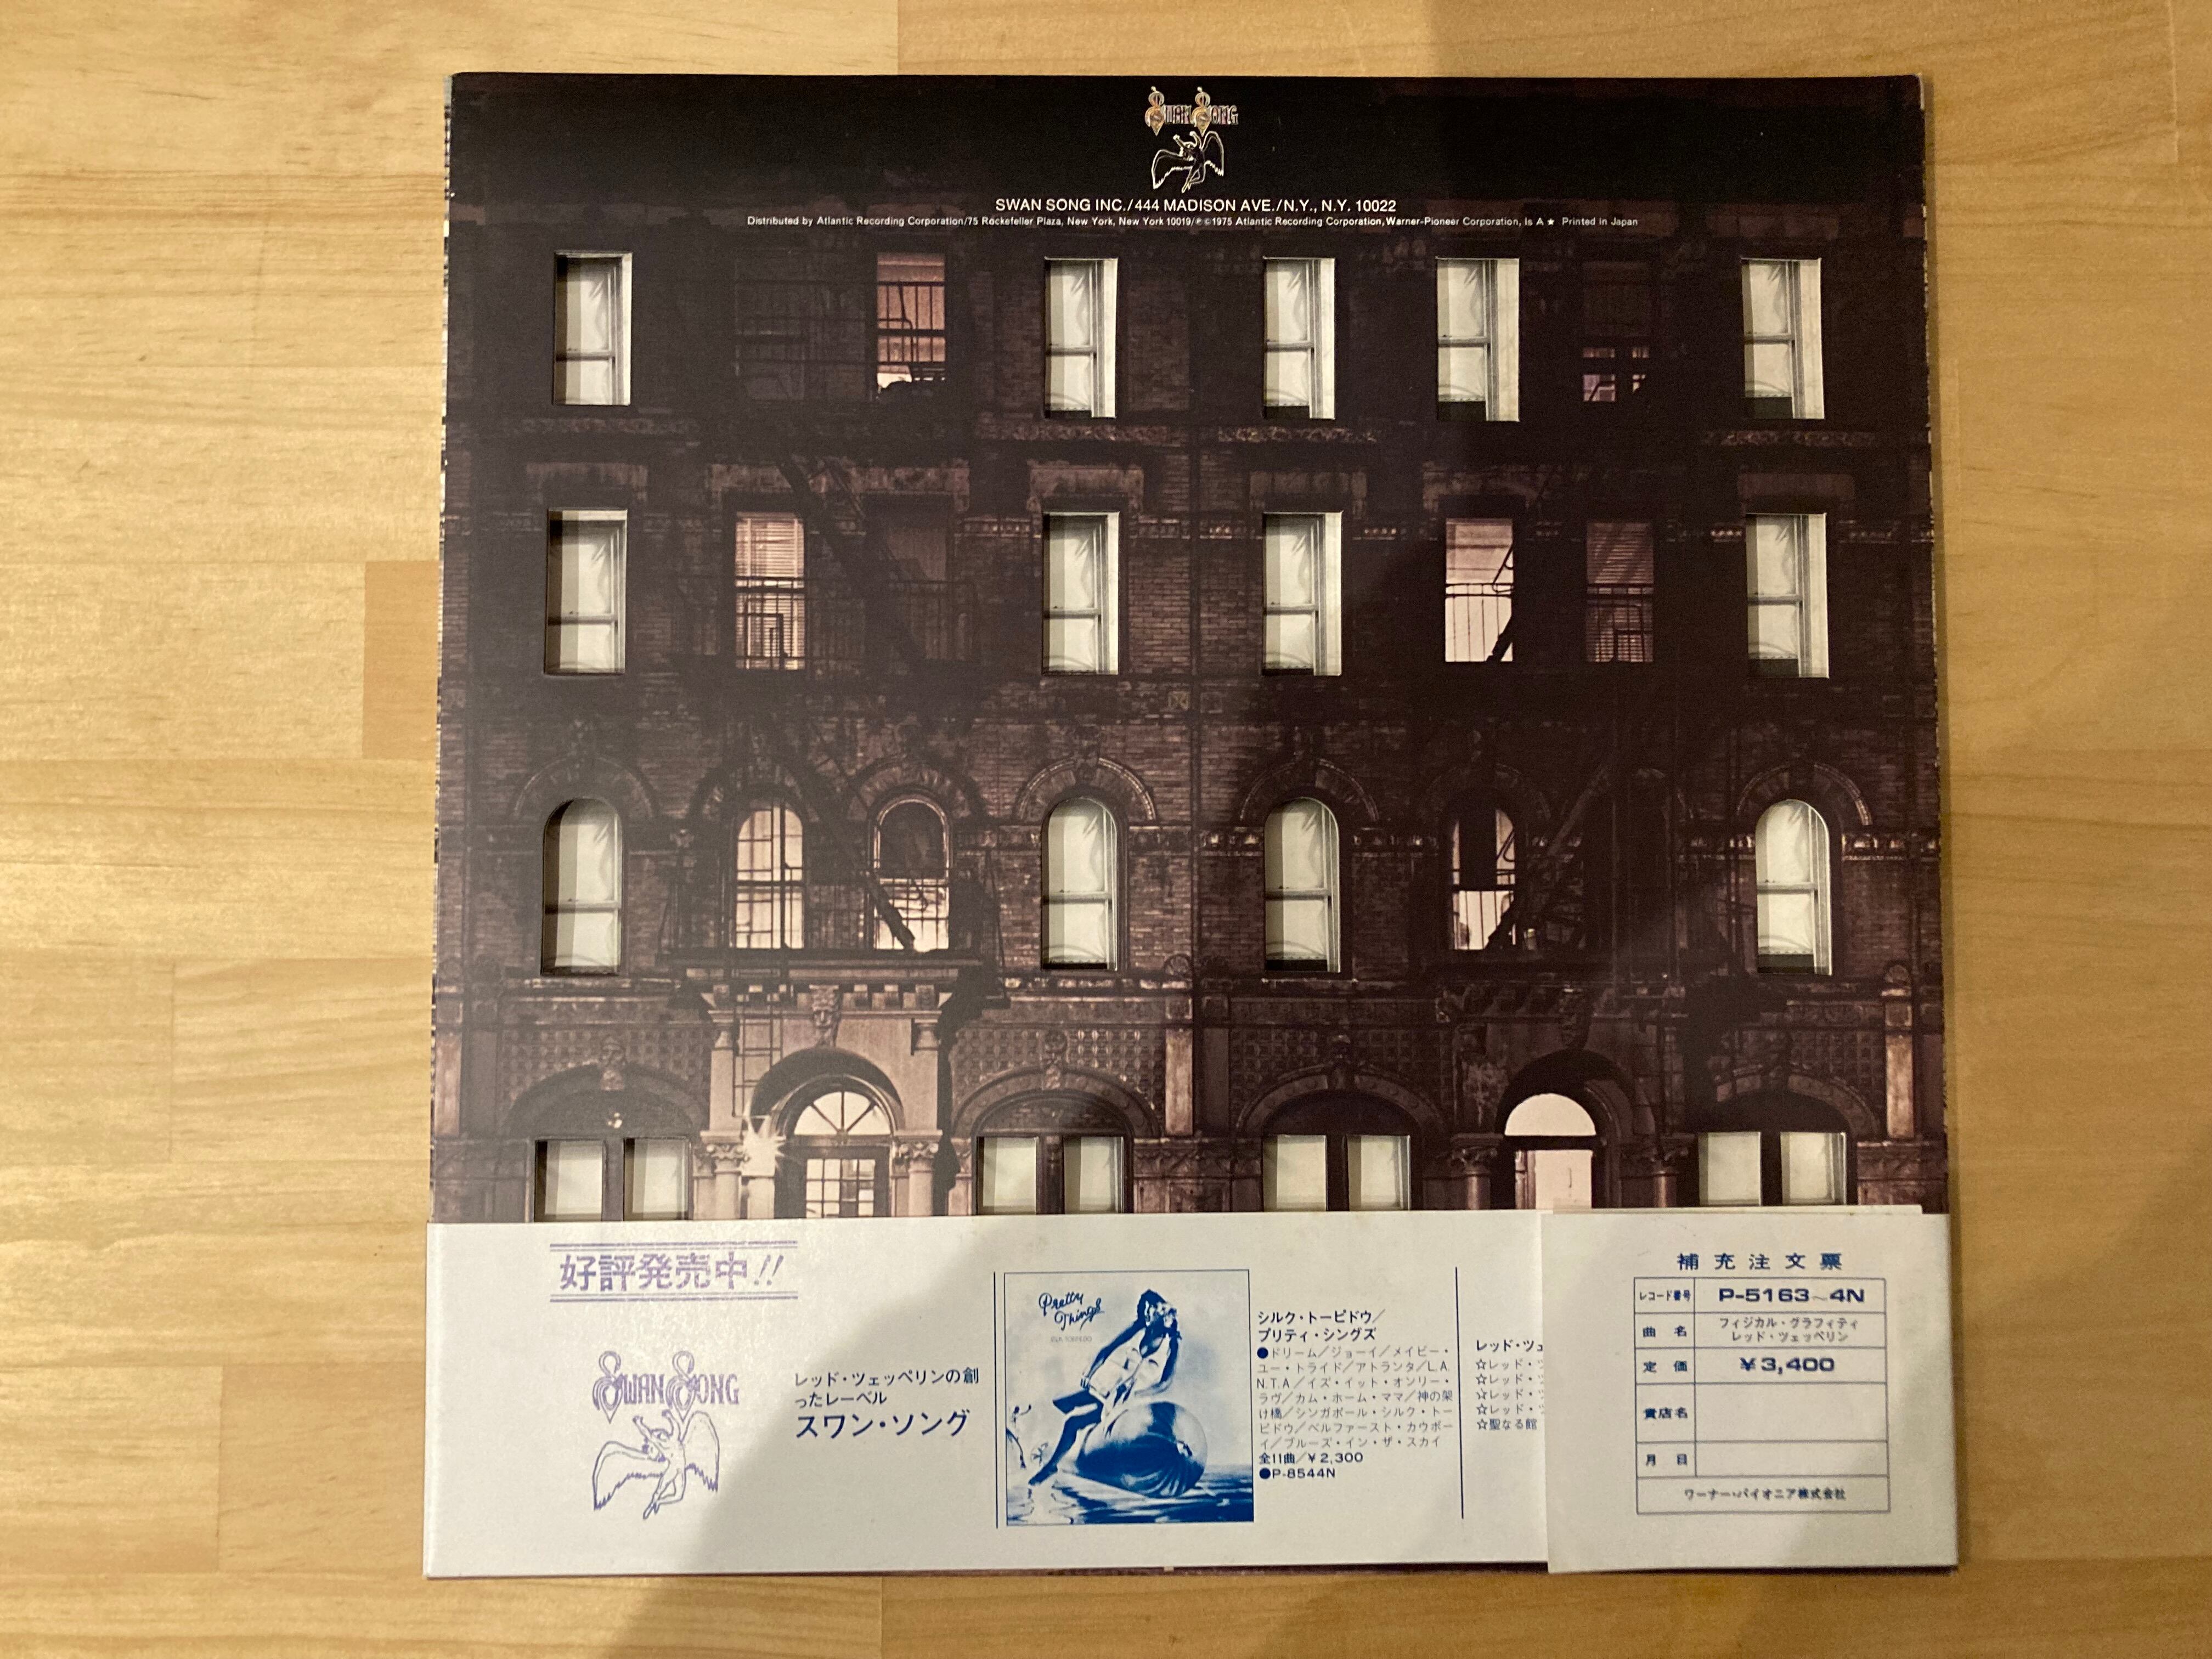 SWAN SONG
SWAN SONG INC./444 MADISON AVE./N.Y., N.Y. 10022
Distributed by Atlantic Recording Corporation/75 Rockefeller Plaza, New York, New York 10019/℗©1975 Atlantic Recording Corporation, Warner-Pioneer Corporation, Is A ★ Printed in Japan
好評発売中!!
SWAN SONG
レッド・ツェッペリンの創
ったレーベル
スワン・ソング
Pretty
Things
SILK TORPEDO
シルク・トーピドウ/
プリティ・シングズ
●ドリーム/ジョーイ/メイビー・
ユー・トライド/アトランタ/L.A.
N.T.A/イズ・イット・オンリー・
ラヴ/カム・ホーム・ママ/神の架
け橋/シンガポール・シルク・トー
ピドウ/ベルファースト・カウボー
イ/ブルーズ・イン・ザ・スカイ
全11曲/¥2,300
●P-8544N
レッド・ツェ
☆レッド・ツ
☆レッド・ツ
☆レッド・ツ
☆レッド・ツ
☆聖なる館
補充注文票
レコード番号 P-5163~4N
曲名 フィジカル・グラフィティ
レッド・ツェッペリン
定価 ¥3,400
貴店名
月日
ワーナー・パイオニア株式会社